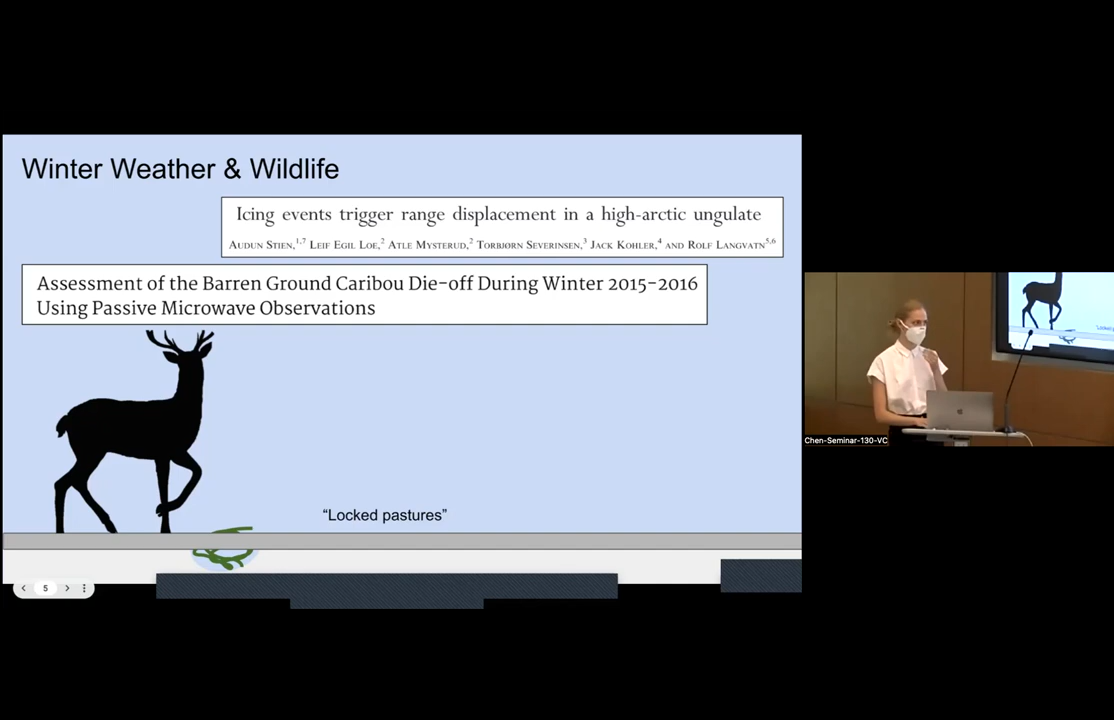 Winter Weather & Wildlife
Icing events trigger range displacement in a high-arctic ungulate
Audun Stien,1,7 Leif Egil Loe,2 Atle Mysterud,2 Torbjørn Severinsen,3 Jack Kohler,4 and Rolf Langvatn5,6
Assessment of the Barren Ground Caribou Die-off During Winter 2015-2016
Using Passive Microwave Observations
“Locked pastures”
5
Chen-Seminar-130-VC